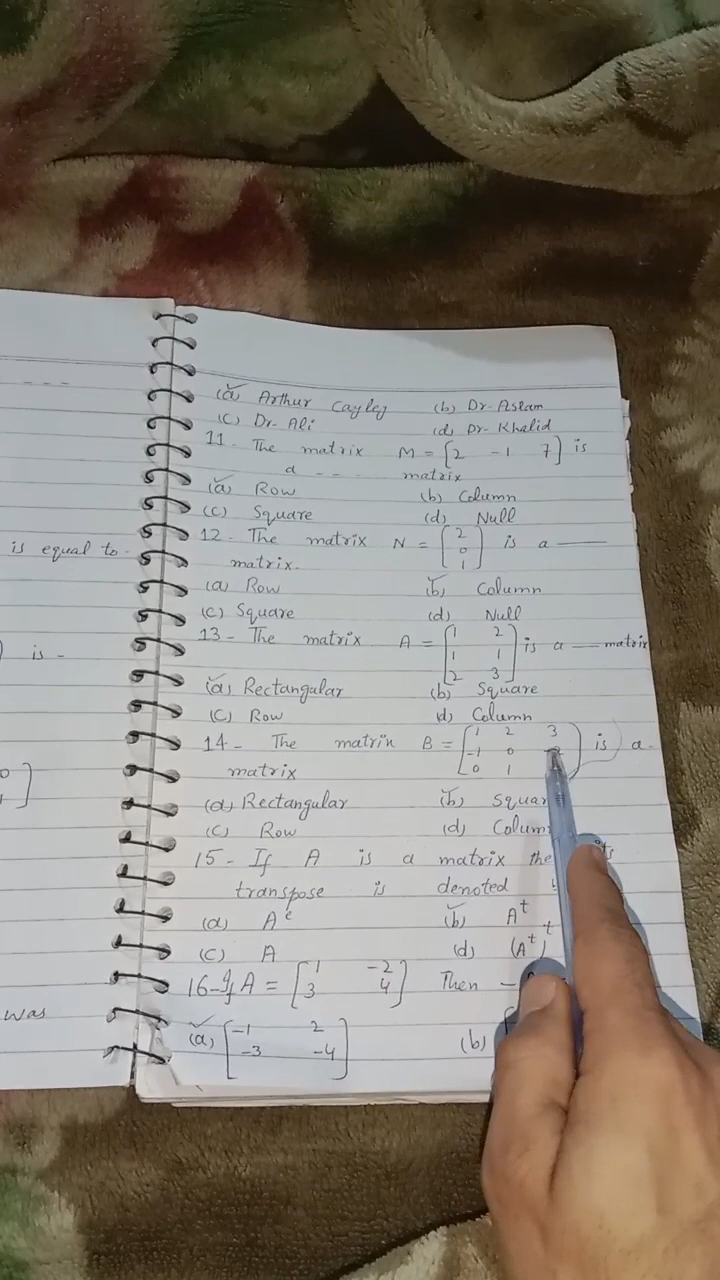 - - -
is equal to -
) is -
0
]
was
(a) Arthur Cayley (b) Dr. Aslam
(c) Dr. Ali (d) Dr. Khalid
11 - The matrix M = [2 -1 7] is
a - - matrix
(a) Row (b) Column
(c) Square (d) Null
12 - The matrix N = [2 0 1] is a —
matrix.
(a) Row (b) Column
(c) Square (d) Null
13 - The matrix A = [1 2
1 1
2 3] is a — matrix
(a) Rectangular (b) Square
(c) Row (d) Column
14 - The matrix B = [1 2 3
-1 0
0 1 ] is a -
matrix
(a) Rectangular (b) Squar
(c) Row (d) Colum
15 - If A is a matrix the its
transpose is denoted
(a) (b) Aᵗ
(c) A (d) (Aᵗ)ᵗ
16 - If A = [1 -2
3 4] Then -
(a) [-1 2
-3 -4] (b) [